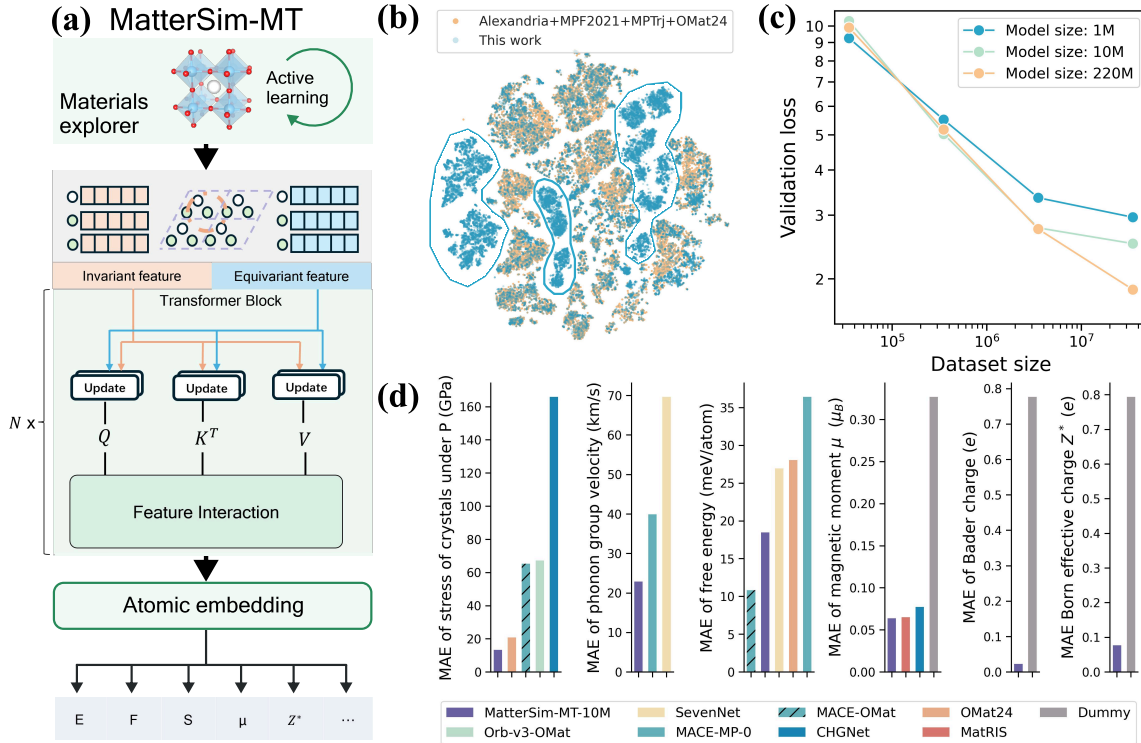 (a) MatterSim-MT
Materials
explorer
Active
learning
Invariant feature
Equivariant feature
Transformer Block
N x
Update
Update
Update
Q
K^T
V
Feature Interaction
Atomic embedding
E
F
S
μ
Z*
...
(b)
Alexandria+MPF2021+MPTrj+OMat24
This work
(c)
Validation loss
10
9
8
7
6
5
4
3
2
10^5
10^6
10^7
Dataset size
Model size: 1M
Model size: 10M
Model size: 220M
(d)
MAE of stress of crystals under P (GPa)
160
140
120
100
80
60
40
20
0
MAE of phonon group velocity (km/s)
70
60
50
40
30
20
10
0
MAE of free energy (meV/atom)
35
30
25
20
15
10
5
0
MAE of magnetic moment μ (μ_B)
0.30
0.25
0.20
0.15
0.10
0.05
0.00
MAE of Bader charge (e)
0.8
0.7
0.6
0.5
0.4
0.3
0.2
0.1
0.0
MAE Born effective charge Z* (e)
0.8
0.7
0.6
0.5
0.4
0.3
0.2
0.1
0.0
MatterSim-MT-10M
Orb-v3-OMat
SevenNet
MACE-MP-0
MACE-OMat
CHGNet
OMat24
MatRIS
Dummy